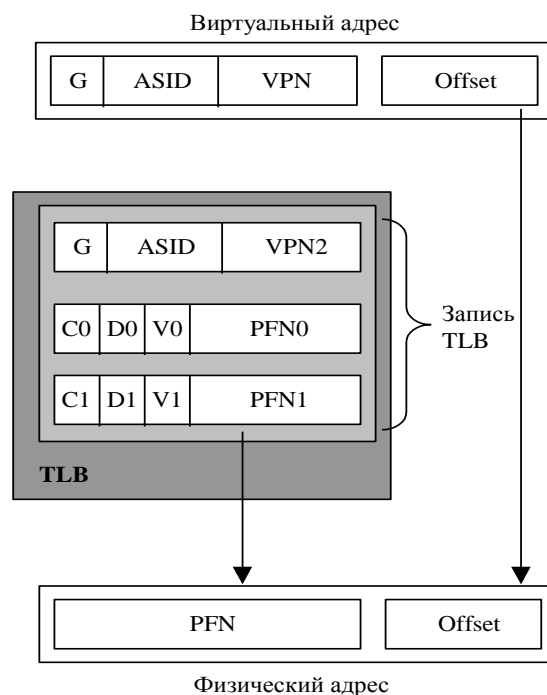 Виртуальный адрес
G ASID VPN Offset
G ASID VPN2
C0 D0 V0 PFN0
C1 D1 V1 PFN1
Запись
TLB
TLB
PFN Offset
Физический адрес